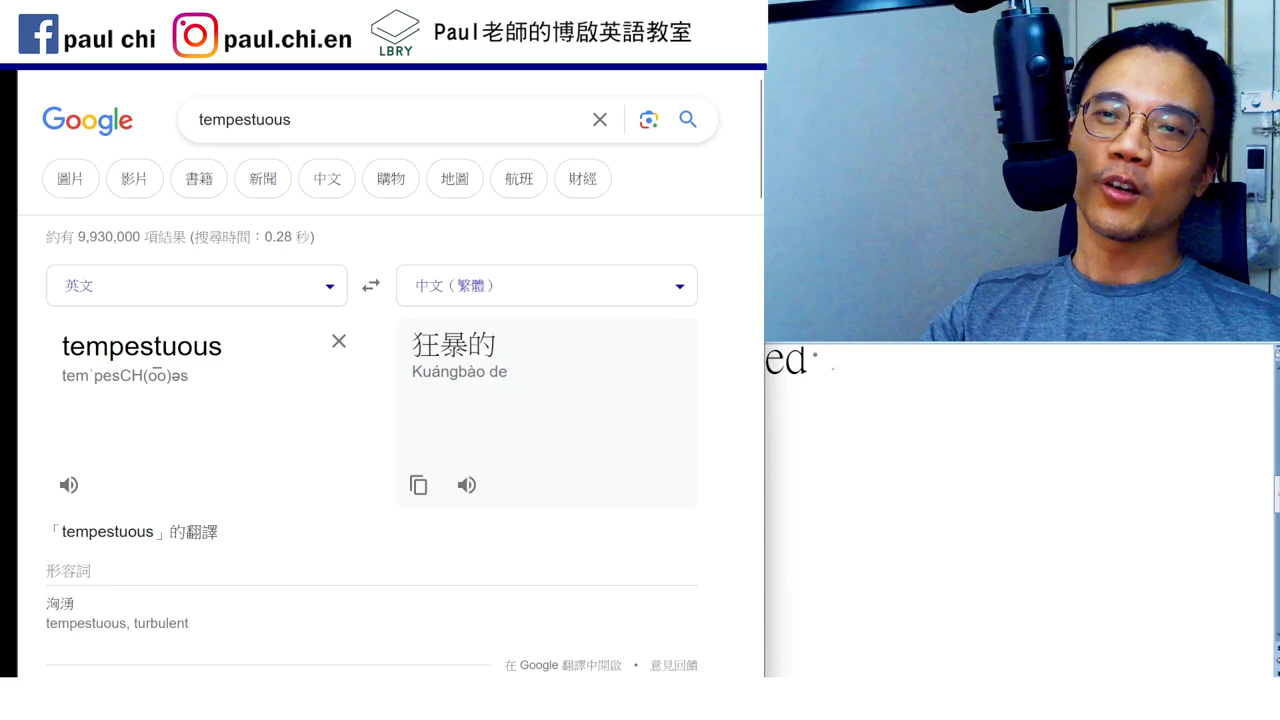 paul chi
paul.chi.en
LBRY
Paul老師的博啟英語教室
Google
tempestuous
圖片
影片
書籍
新聞
中文
購物
地圖
航班
財經
約有 9,930,000 項結果 (搜尋時間：0.28 秒)
英文
中文（繁體）
tempestuous
temˈpesCH(o͞o)əs
狂暴的
Kuángbào de
「tempestuous」的翻譯
形容詞
洶湧
tempestuous, turbulent
在 Google 翻譯中開啟 • 意見回饋
ed